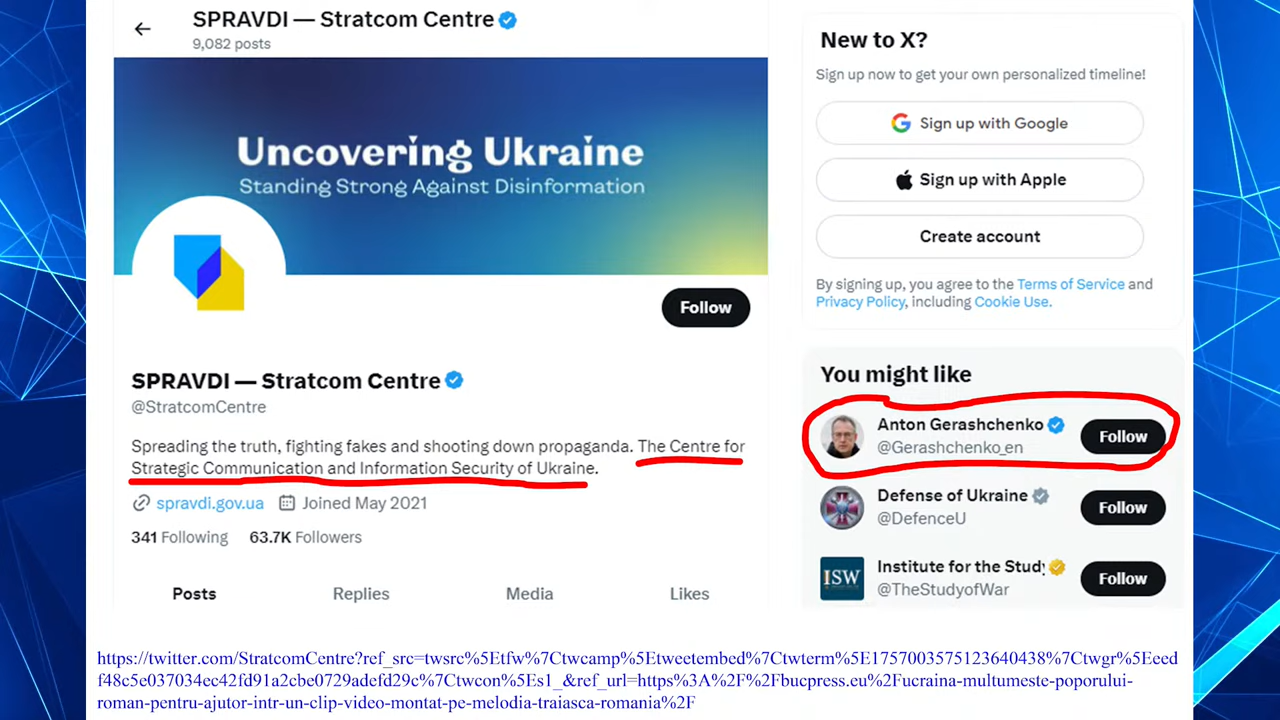 SPRAVDI — Stratcom Centre
9,082 posts
Uncovering Ukraine
Standing Strong Against Disinformation
Follow
SPRAVDI — Stratcom Centre
@StratcomCentre
Spreading the truth, fighting fakes and shooting down propaganda. The Centre for
Strategic Communication and Information Security of Ukraine.
spravdi.gov.ua Joined May 2021
341 Following 63.7K Followers
Posts Replies Media Likes
New to X?
Sign up now to get your own personalized timeline!
Sign up with Google
Sign up with Apple
Create account
By signing up, you agree to the Terms of Service and
Privacy Policy, including Cookie Use.
You might like
Anton Gerashchenko
@Gerashchenko_en
Follow
Defense of Ukraine
@DefenceU
Follow
ISW
Institute for the Study
@TheStudyofWar
Follow
https://twitter.com/StratcomCentre?ref_src=twsrc%5Etfw%7Ctwcamp%5Etweetembed%7Ctwterm%5E1757003575123640438%7Ctwgr%5Eeed
f48c5e037034ec42fd91a2cbe0729adefd29c%7Ctwcon%5Es1_&ref_url=https%3A%2F%2Fbucpress.eu%2Fucraina-multumeste-poporului-
roman-pentru-ajutor-intr-un-clip-video-montat-pe-melodia-traiasca-romania%2F